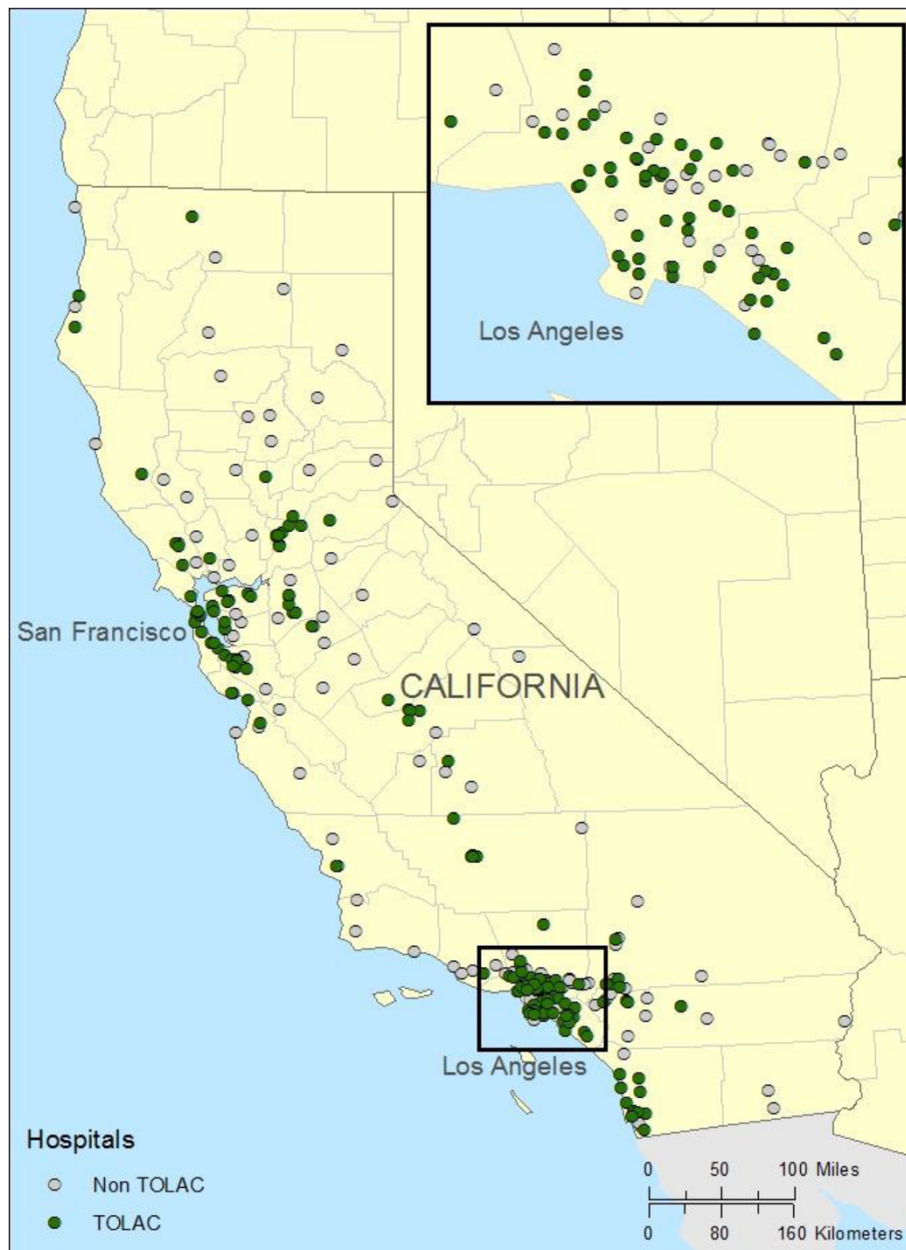 Los Angeles
San Francisco
CALIFORNIA
Los Angeles
Hospitals
Non TOLAC
TOLAC
0 50 100 Miles
0 80 160 Kilometers